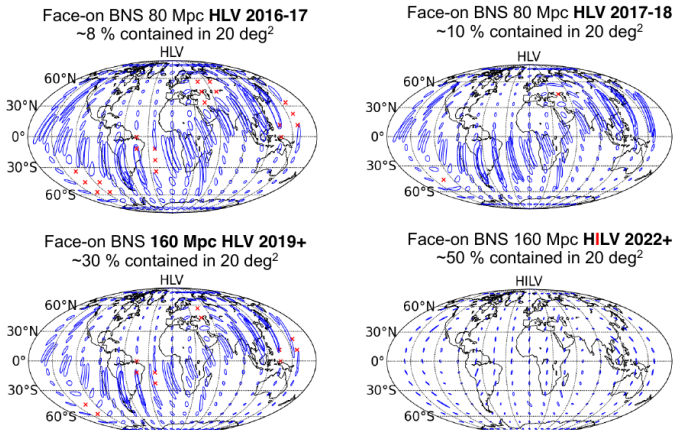 Face-on BNS 80 Mpc HLV 2016-17
~8 % contained in 20 deg²
HLV
60°N
30°N
0°
30°S
60°S
Face-on BNS 80 Mpc HLV 2017-18
~10 % contained in 20 deg²
HLV
60°N
30°N
0°
30°S
60°S
Face-on BNS 160 Mpc HLV 2019+
~30 % contained in 20 deg²
HLV
60°N
30°N
0°
30°S
60°S
Face-on BNS 160 Mpc HILV 2022+
~50 % contained in 20 deg²
HILV
60°N
30°N
0°
30°S
60°S